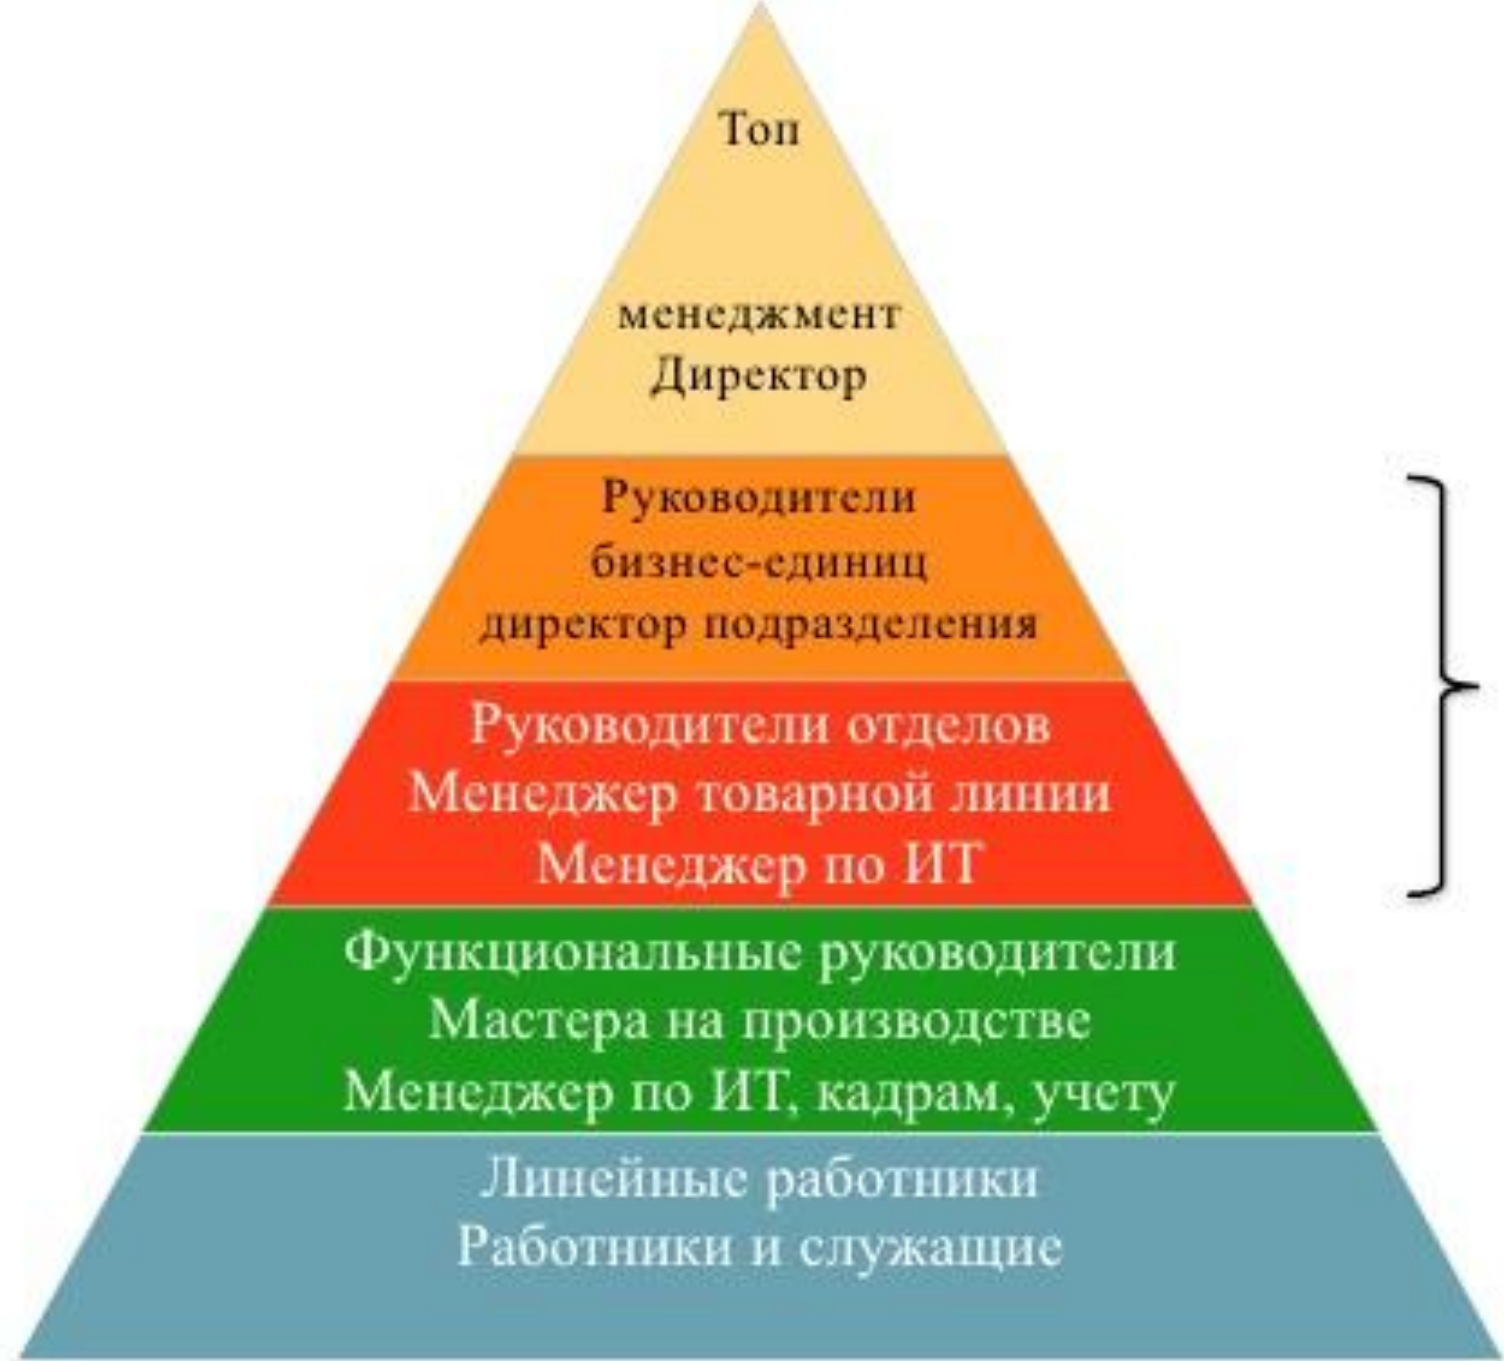 Топ
менеджмент
Директор
Руководители
бизнес-единиц
директор подразделения
Руководители отделов
Менеджер товарной линии
Менеджер по ИТ
Функциональные руководители
Мастера на производстве
Менеджер по ИТ, кадрам, учету
Линейные работники
Работники и служащие